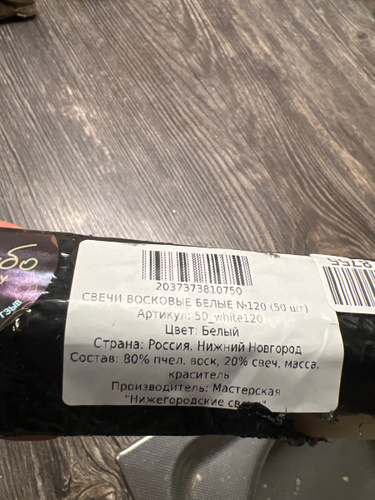 2037373810750
СВЕЧИ ВОСКОВЫЕ БЕЛЫЕ №120 (50 шт)
Артикул: 50_white120
Цвет: Белый
Страна: Россия. Нижний Новгород
Состав: 80% пчел. воск, 20% свеч. масса,
краситель
Производитель: Мастерская
"Нижегородские